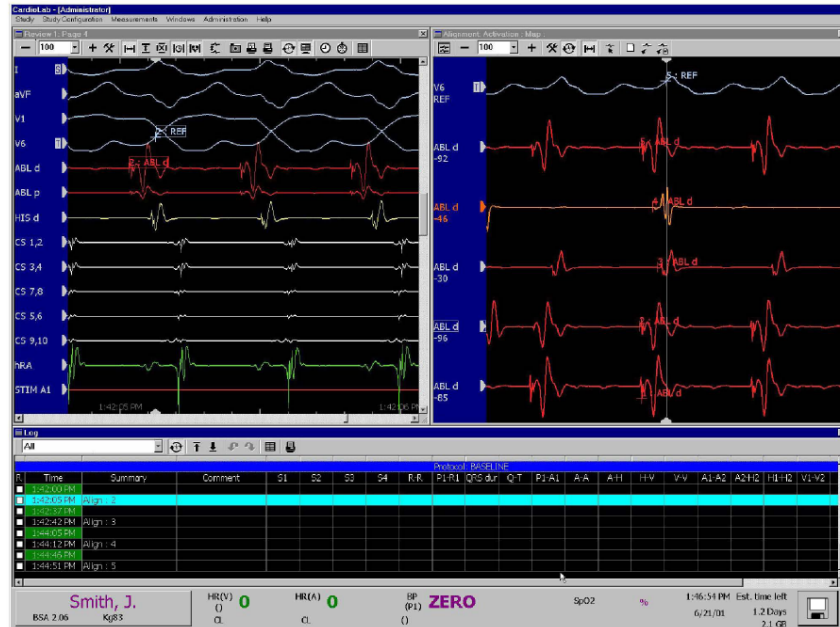 CardioLab - [Administrator]
Study Study Configuration Measurements Windows Administration Help
Review 1: Page 4
100
I
8
aVF
V1
V6
1
2 : REF
ABL d
2 : ABL d
ABL p
HIS d
CS 1,2
CS 3,4
CS 7,8
CS 5,6
CS 9,10
hRA
STIM A1
1:42:05 PM
1:42:06 PM
Alignment: Activation : Map
100
V6
REF
1
5 : REF
ABL d
-92
ABL d
-46
4 : ABL d
ABL d
-30
3 : ABL d
ABL d
-96
ABL d
-85
Log
All
Protocol: BASELINE
R Time Summary Comment S1 S2 S3 S4 R-R P1-R1 QRS dur Q-T P1-A1 A-A A-H H-V V-V A1-A2 A2-H2 H1-H2 V1-V2
1:42:00 PM
1:42:05 PM Align : 2
1:42:37 PM
1:42:42 PM Align : 3
1:44:05 PM
1:44:12 PM Align : 4
1:44:46 PM
1:44:51 PM Align : 5
Smith, J.
BSA 2.06 Kg83
HR(V) 0
()
CL
HR(A) 0
CL
BP
(P1) ZERO
()
SpO2 %
1:46:54 PM Est. time left
6/21/01 1.2 Days
2.1 GB